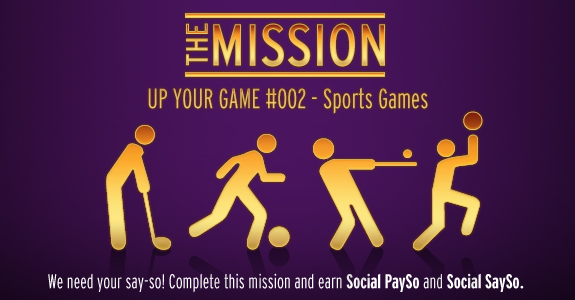 THE MISSION
UP YOUR GAME #002 - Sports Games
We need your say-so! Complete this mission and earn Social PaySo and Social SaySo.